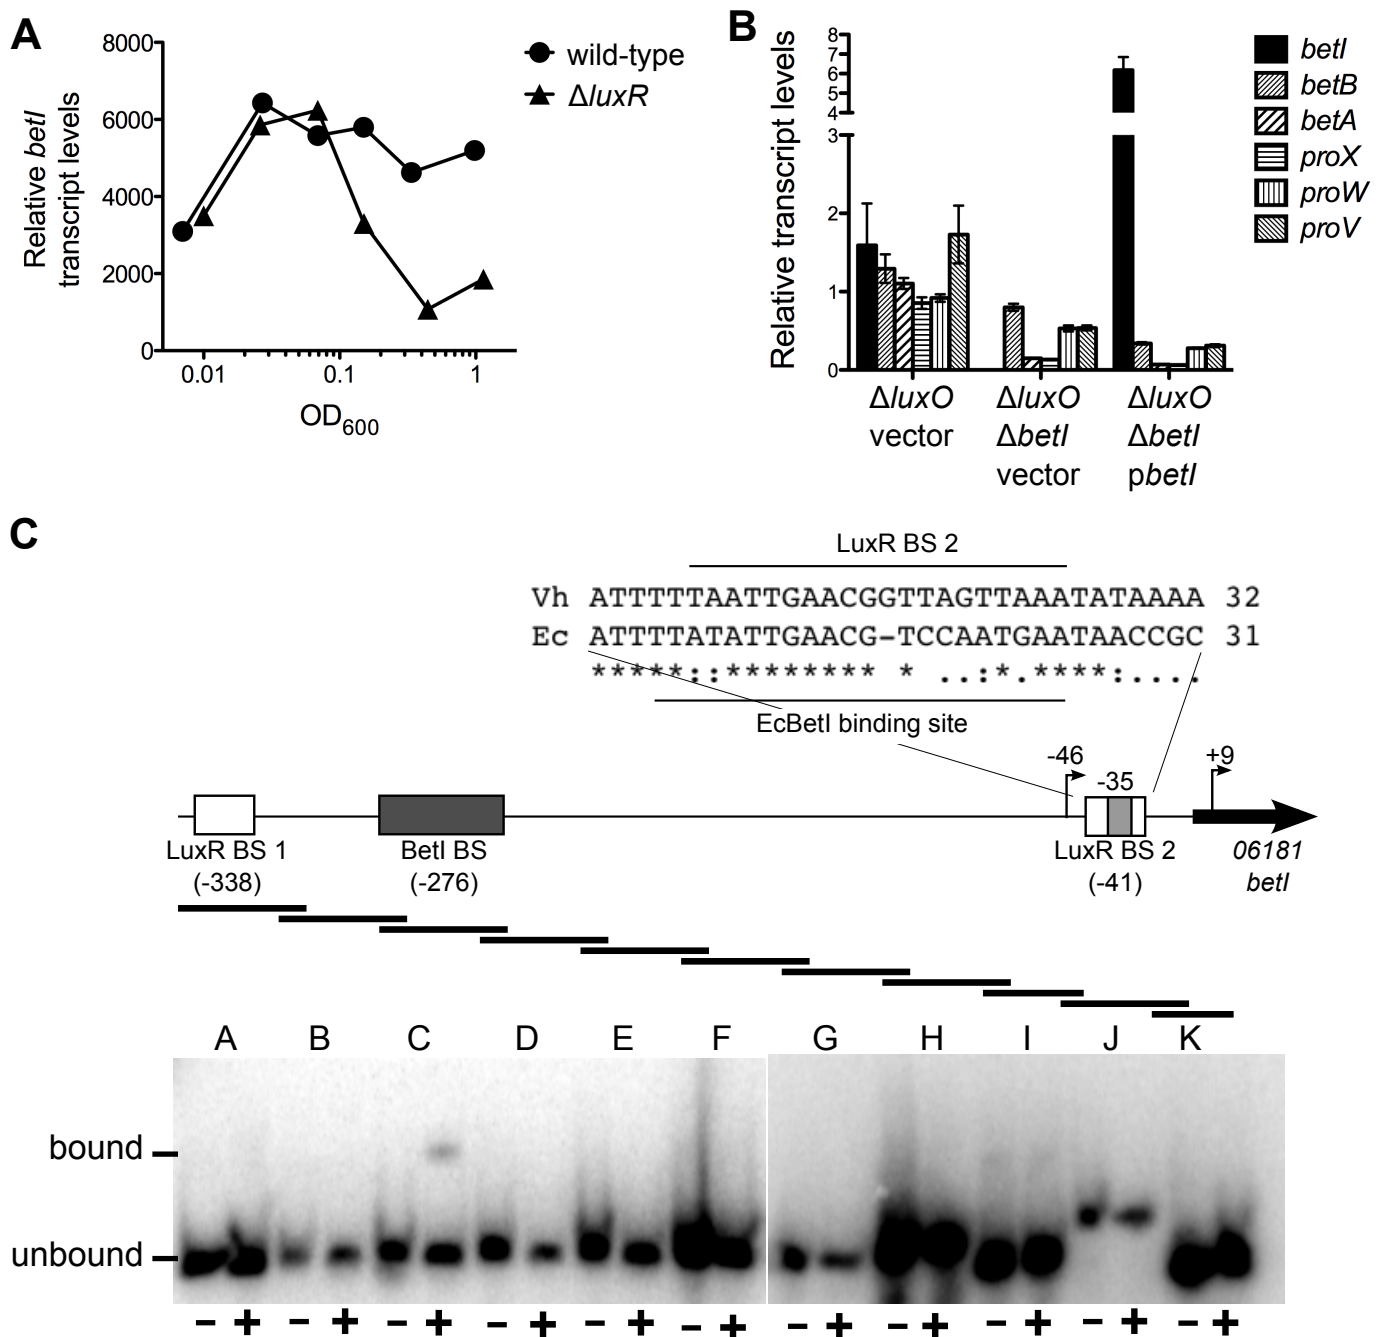 A
8000
6000
4000
2000
0
0.01 0.1 1
Relative betI
transcript levels
OD600
wild-type
ΔluxR
B
8
7
6
5
4
3
2
1
0
Relative transcript levels
ΔluxO
vector
ΔluxO
ΔbetI
vector
ΔluxO
ΔbetI
pbetI
betI
betB
betA
proX
proW
proV
C
LuxR BS 2
Vh ATTTTTAATTGAACGGTTAGTTAAATATAAAA 32
Ec ATTTTATATTGAACG-TCCAATGAATAACCGC 31
*****::******** * ..:*.****:....
EcBetI binding site
-46
-35
+9
LuxR BS 1
(-338)
BetI BS
(-276)
LuxR BS 2
(-41)
06181
betI
A B C D E F G H I J K
bound
unbound
- + - + - + - + - + - + - + - + - + - + - +